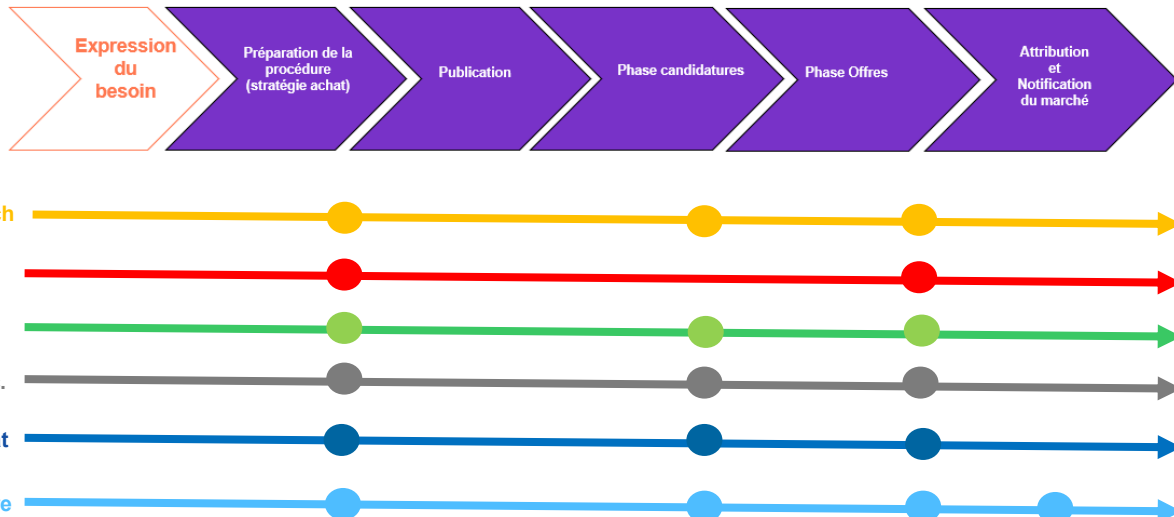 Expression
du
besoin
Préparation de la
procédure
(stratégie achat)
Publication
Phase candidatures
Phase Offres
Attribution
et
Notification
du marché